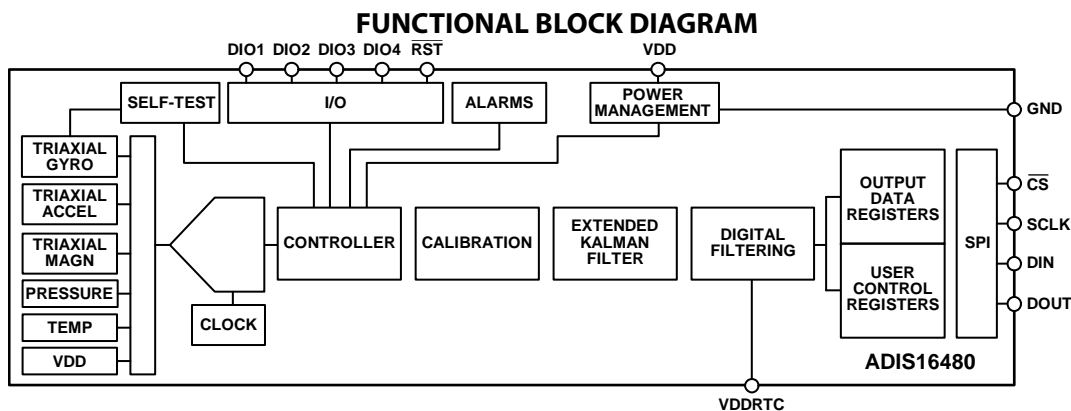 FUNCTIONAL BLOCK DIAGRAM
DIO1 DIO2 DIO3 DIO4 RST VDD
SELF-TEST
I/O
ALARMS
POWER
MANAGEMENT
GND
TRIAXIAL
GYRO
TRIAXIAL
ACCEL
TRIAXIAL
MAGN
PRESSURE
TEMP
VDD
CLOCK
CONTROLLER
CALIBRATION
EXTENDED
KALMAN
FILTER
DIGITAL
FILTERING
OUTPUT
DATA
REGISTERS
USER
CONTROL
REGISTERS
SPI
CS
SCLK
DIN
DOUT
ADIS16480
VDDRTC